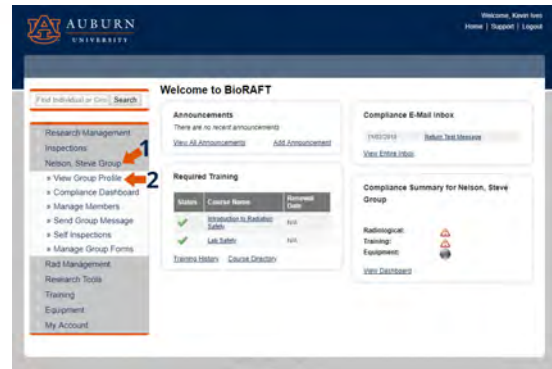 AUBURN
UNIVERSITY
Welcome, Kevin Ives
Home | Support | Logout
Find Individual or Grou Search
Research Management
Inspections
Nelson, Steve Group
1
» View Group Profile
2
» Compliance Dashboard
» Manage Members
» Send Group Message
» Self Inspections
» Manage Group Forms
Rad Management
Research Tools
Training
Equipment
My Account
Welcome to BioRAFT
Announcements
There are no recent announcements
View All Announcements Add Announcement
Required Training
Status Course Name Renewal Date
Introduction to Radiation Safety N/A
Lab Safety N/A
Training History Course Directory
Compliance E-Mail Inbox
Return Test Message
View Entire Inbox
Compliance Summary for Nelson, Steve
Group
Radiological:
Training:
Equipment:
View Dashboard